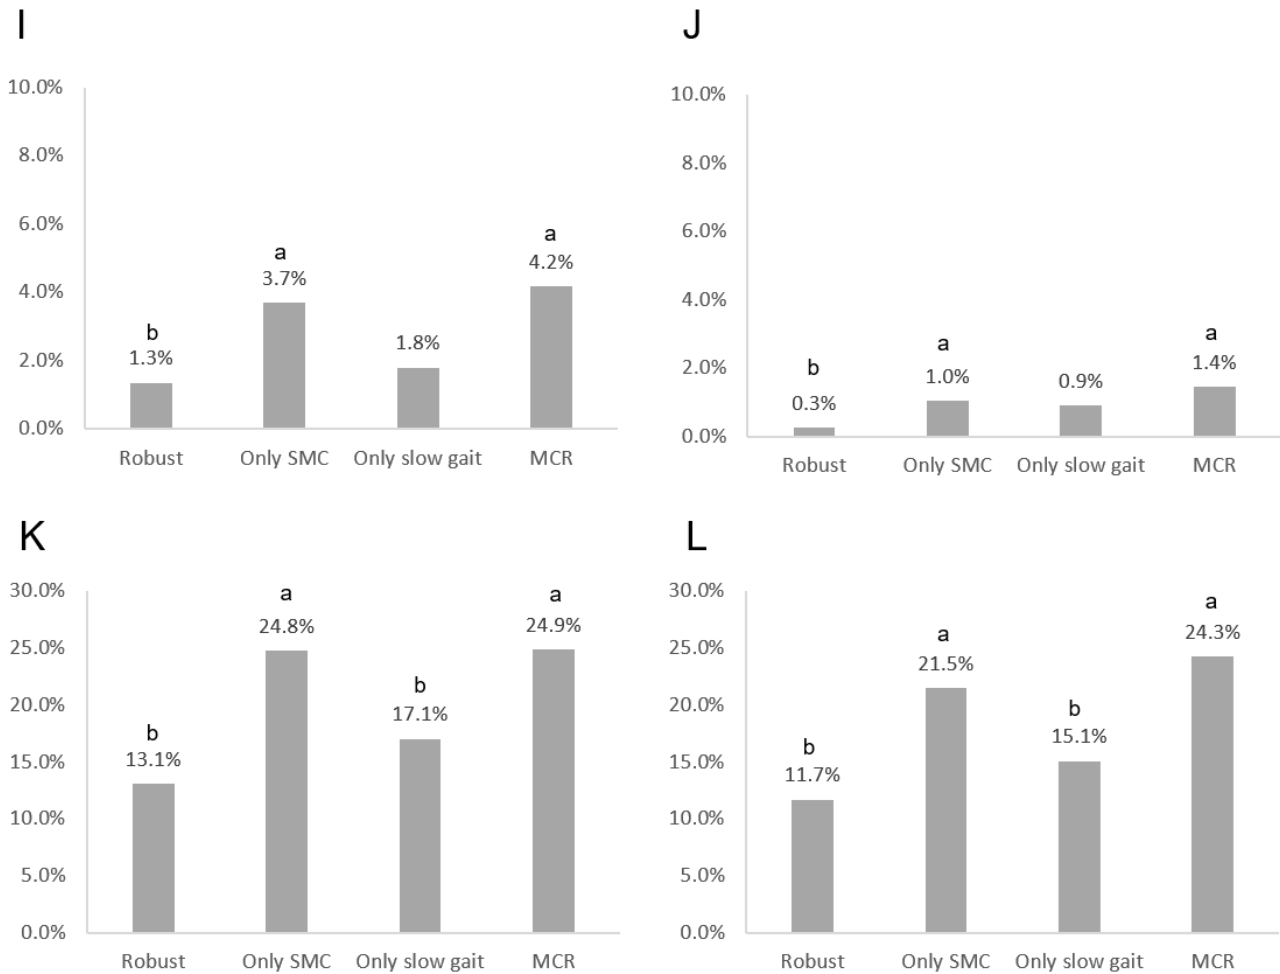 I
10.0%
8.0%
6.0%
4.0%
2.0%
0.0%
b
1.3%
a
3.7%
1.8%
a
4.2%
Robust Only SMC Only slow gait MCR
J
10.0%
8.0%
6.0%
4.0%
2.0%
0.0%
b
0.3%
a
1.0%
0.9%
a
1.4%
Robust Only SMC Only slow gait MCR
K
30.0%
25.0%
20.0%
15.0%
10.0%
5.0%
0.0%
b
13.1%
a
24.8%
b
17.1%
a
24.9%
Robust Only SMC Only slow gait MCR
L
30.0%
25.0%
20.0%
15.0%
10.0%
5.0%
0.0%
b
11.7%
a
21.5%
b
15.1%
a
24.3%
Robust Only SMC Only slow gait MCR